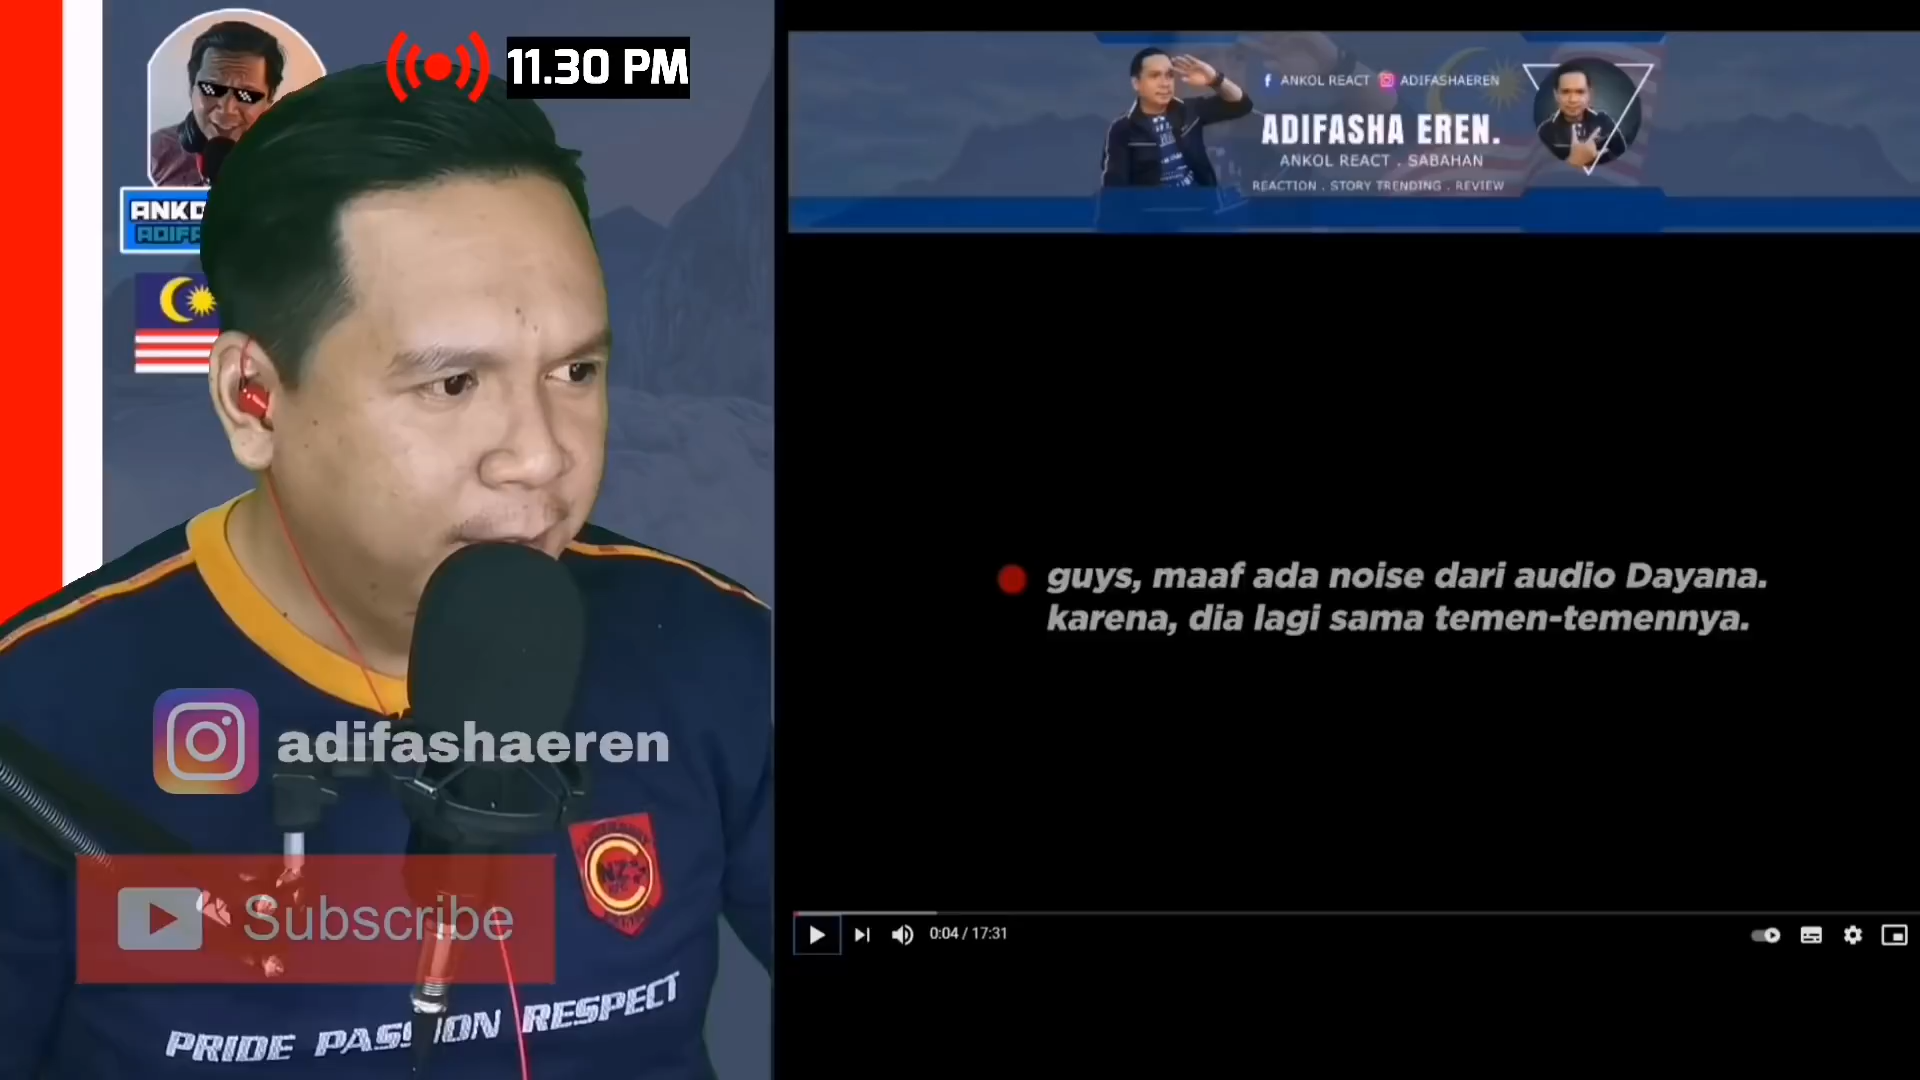 11.30 PM
ANKOL REACT ADIFASHAEREN
ADIFASHA EREN.
ANKOL REACT . SABAHAN
REACTION . STORY TRENDING . REVIEW
guys, maaf ada noise dari audio Dayana.
karena, dia lagi sama temen-temennya.
adifashaeren
Subscribe
0:04 / 17:31
PRIDE PASSION RESPECT